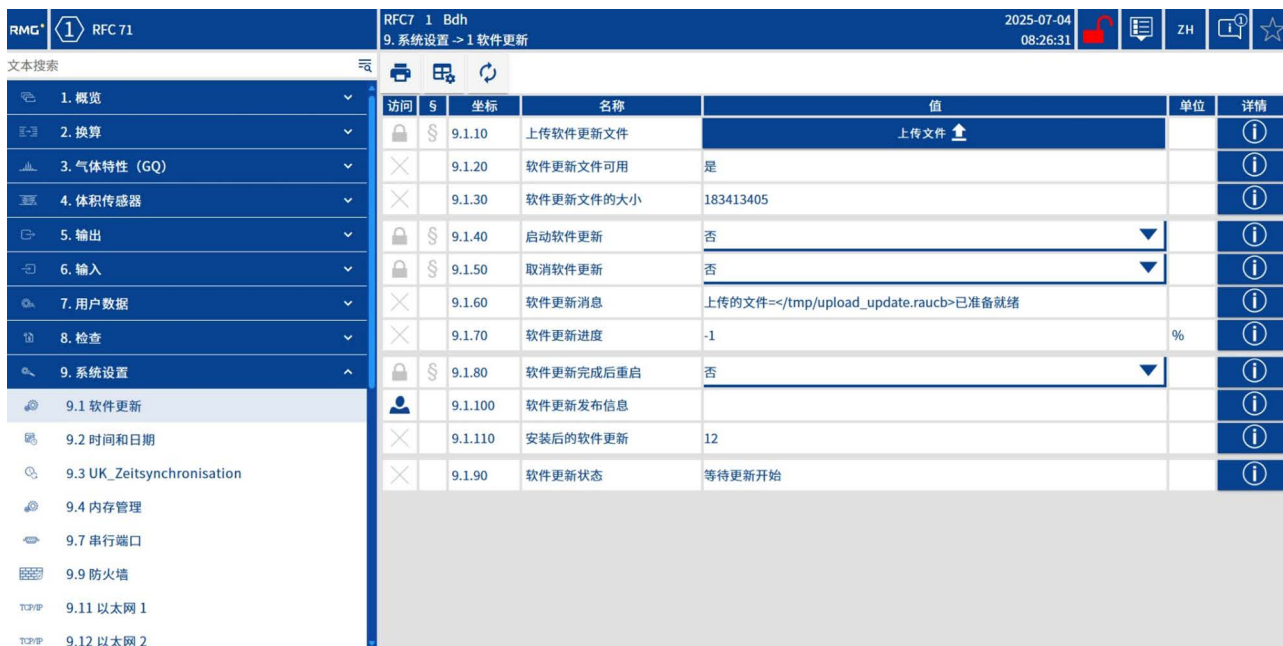 RMG 1 RFC 71
RFC7 1 Bdh
9. 系统设置 -> 1 软件更新
2025-07-04
08:26:31
ZH
1
文本搜索
1. 概览
2. 换算
3. 气体特性（GQ）
4. 体积传感器
5. 输出
6. 输入
7. 用户数据
8. 检查
9. 系统设置
9.1 软件更新
9.2 时间和日期
9.3 UK_Zeitsynchronisation
9.4 内存管理
9.7 串行端口
9.9 防火墙
TCP/IP 9.11 以太网 1
TCP/IP 9.12 以太网 2
访问 § 坐标 名称 值 单位 详情
§ 9.1.10 上传软件更新文件 上传文件
9.1.20 软件更新文件可用 是
9.1.30 软件更新文件的大小 183413405
§ 9.1.40 启动软件更新 否
§ 9.1.50 取消软件更新 否
9.1.60 软件更新消息 上传的文件=</tmp/upload_update.raucb>已准备就绪
9.1.70 软件更新进度 -1 %
§ 9.1.80 软件更新完成后重启 否
9.1.100 软件更新发布信息
9.1.110 安装后的软件更新 12
9.1.90 软件更新状态 等待更新开始